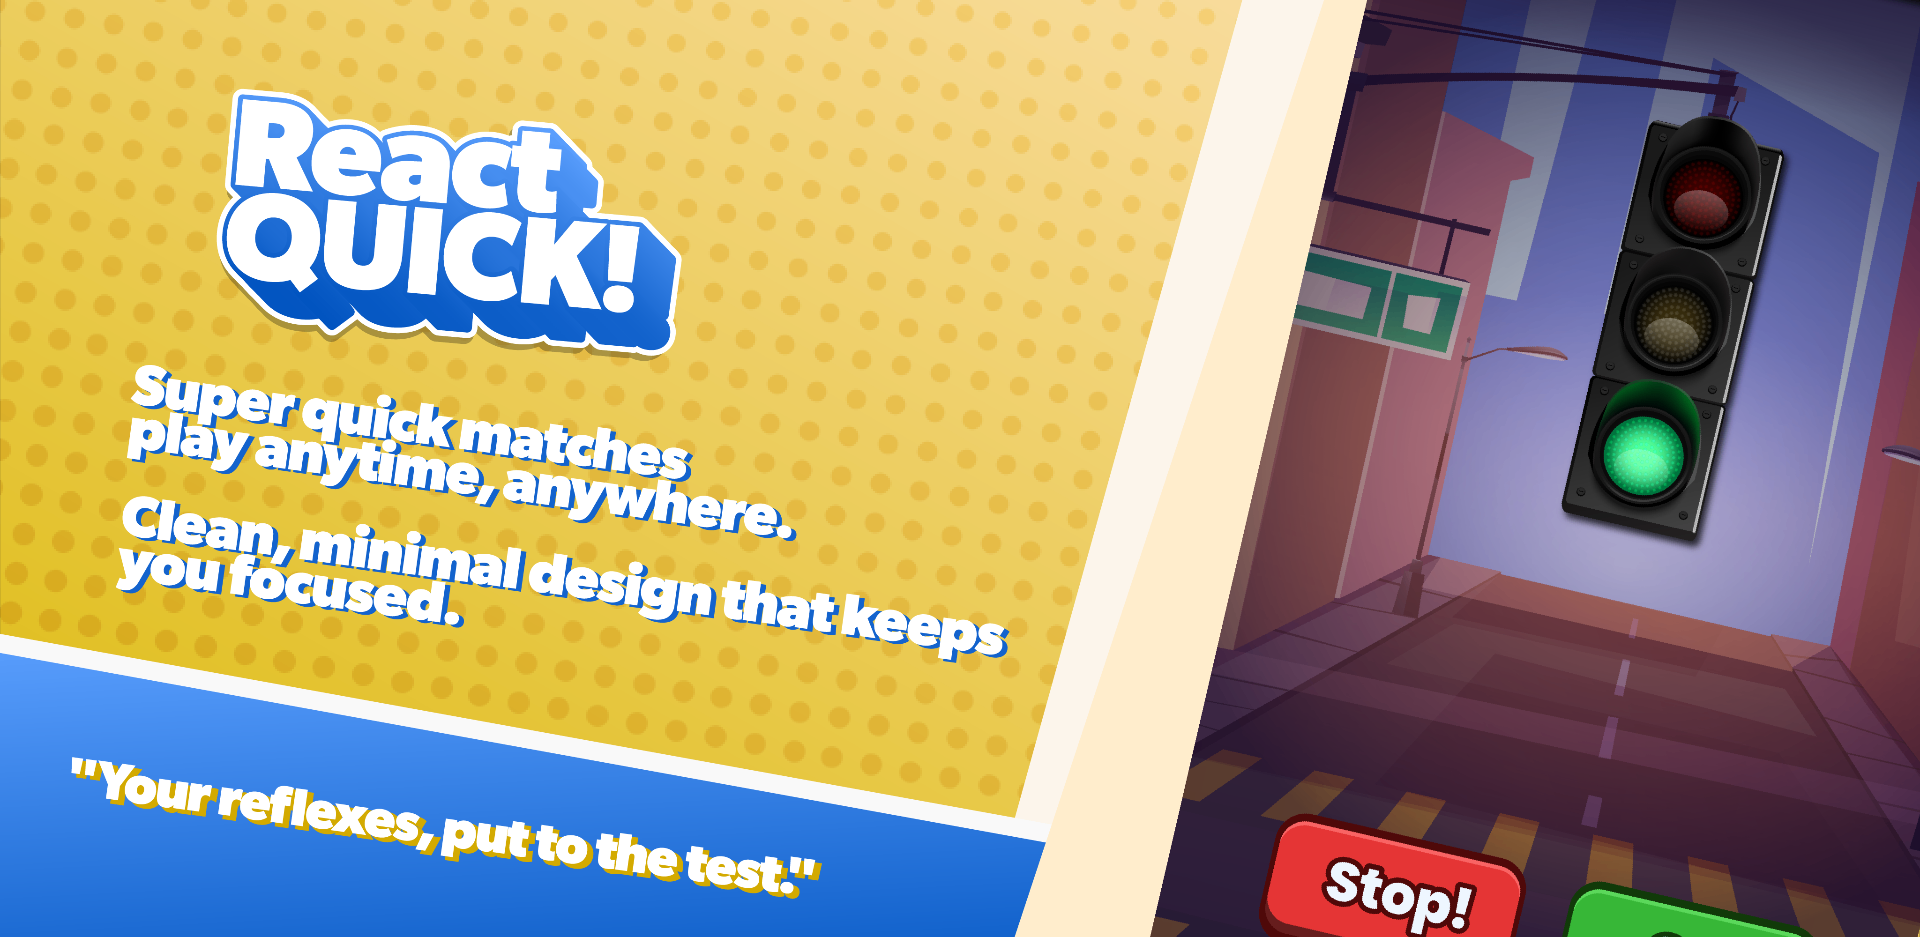 React
QUICK!
Super quick matches
play anytime, anywhere.
Clean, minimal design that keeps
you focused.
"Your reflexes, put to the test."
Stop!